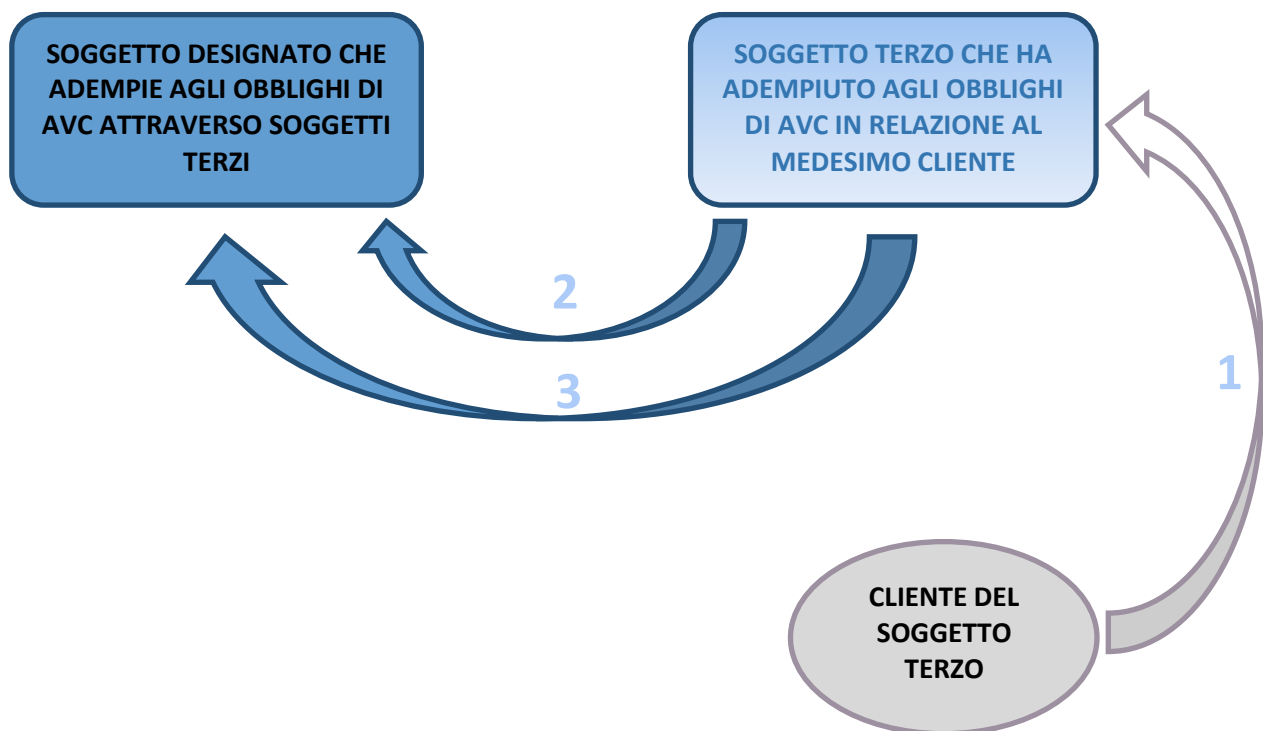 SOGGETTO DESIGNATO CHE
ADEMPIE AGLI OBBLIGHI DI
AVC ATTRAVERSO SOGGETTI
TERZI
SOGGETTO TERZO CHE HA
ADEMPIUTO AGLI OBBLIGHI
DI AVC IN RELAZIONE AL
MEDESIMO CLIENTE
2
3
1
CLIENTE DEL
SOGGETTO
TERZO